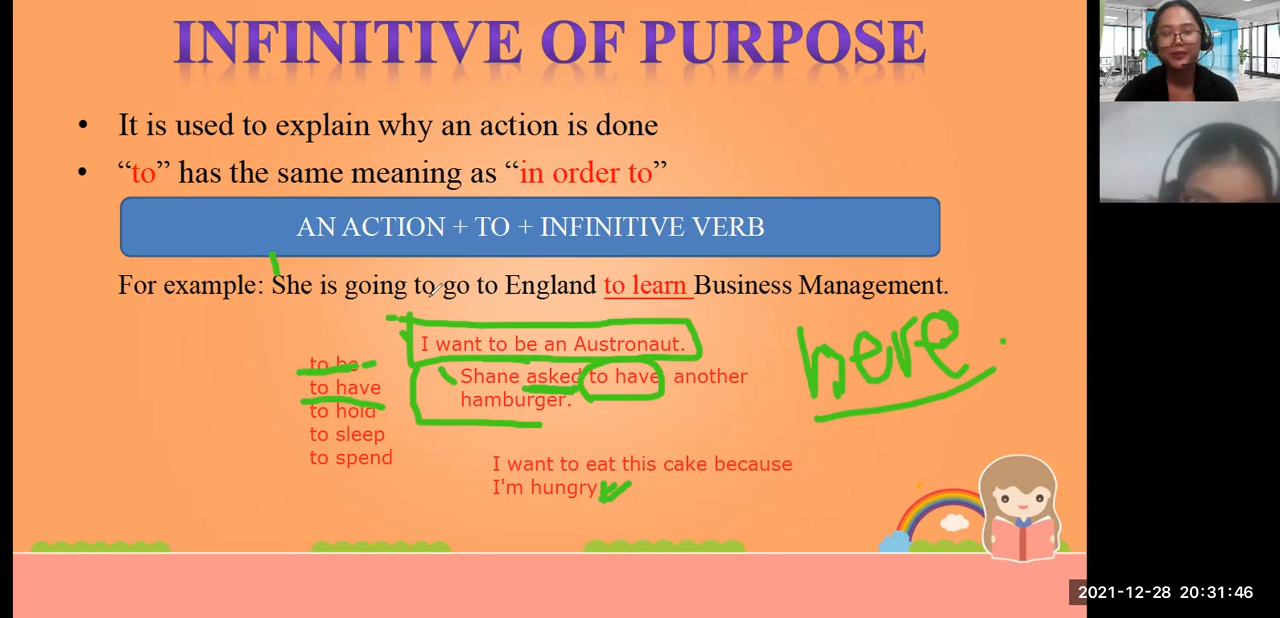 INFINITIVE OF PURPOSE
• It is used to explain why an action is done
• “to” has the same meaning as “in order to”
AN ACTION + TO + INFINITIVE VERB
For example: She is going to go to England to learn Business Management.
I want to be an Austronaut.
to be
to have
to hold
to sleep
to spend
Shane asked to have another
hamburger.
I want to eat this cake because
I'm hungry
here.
2021-12-28 20:31:46